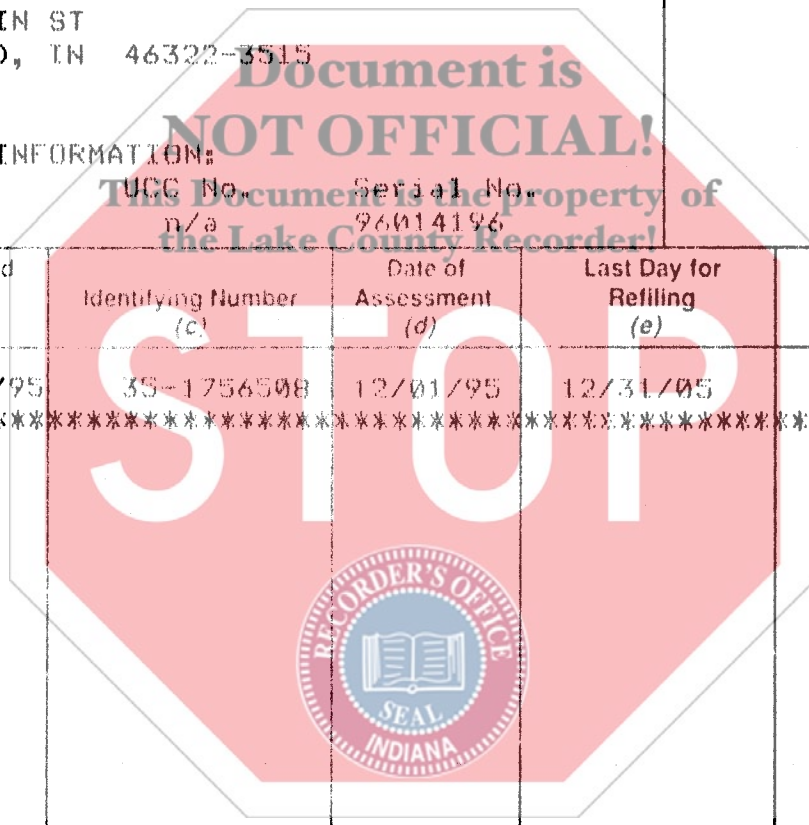 IN ST
D, IN 46322-3515
Document is
NOT OFFICIAL!
INFORMATION:
UCC No. Serial No.
This Document is the property of
n/a 96014196
the Lake County Recorder!
d Identifying Number (c) Date of Assessment (d) Last Day for Refiling (e)
/95 35-1756508 12/01/95 12/31/05
STOP
RECORDER'S OFFICE
SEAL
INDIANA